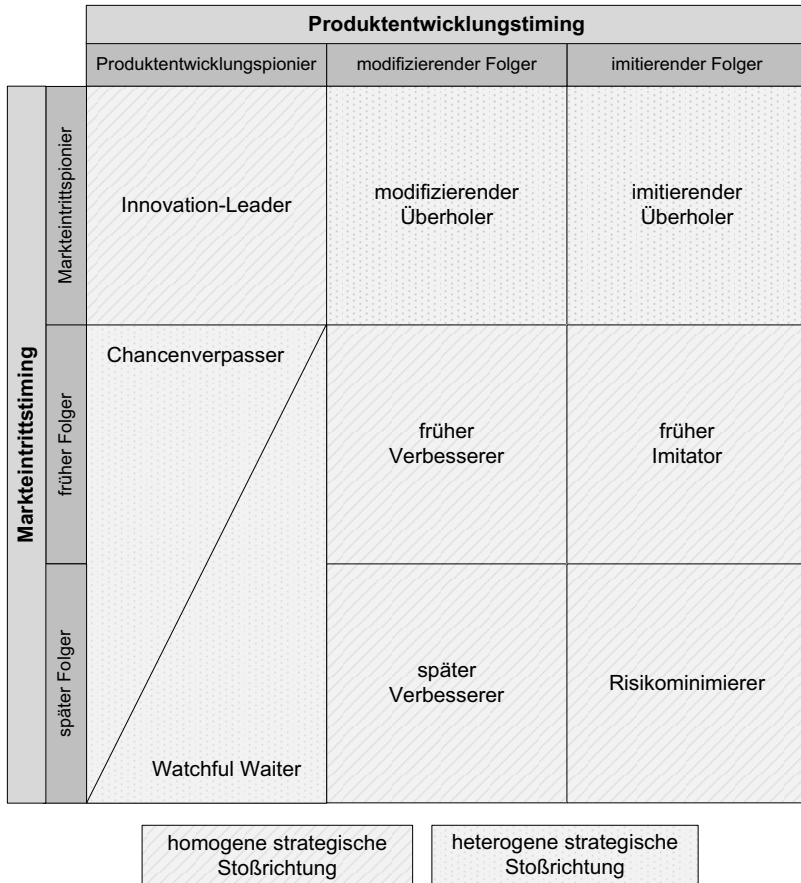 Produktentwicklungstiming
Produktentwicklungspionier
modifizierender Folger
imitierender Folger
Markteintrittstiming
Markteintrittspionier
Innovation-Leader
modifizierender
Überholer
imitierender
Überholer
früher Folger
Chancenverpasser
früher
Verbesserer
früher
Imitator
später Folger
Watchful Waiter
später
Verbesserer
Risikominimierer
homogene strategische
Stoßrichtung
heterogene strategische
Stoßrichtung